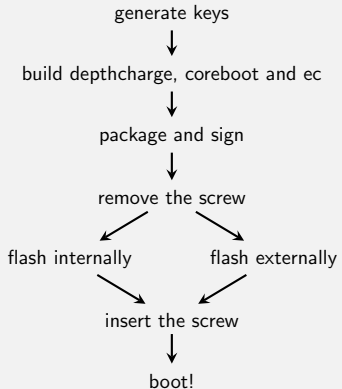 generate keys
build depthcharge, coreboot and ec
package and sign
remove the screw
flash internally
flash externally
insert the screw
boot!